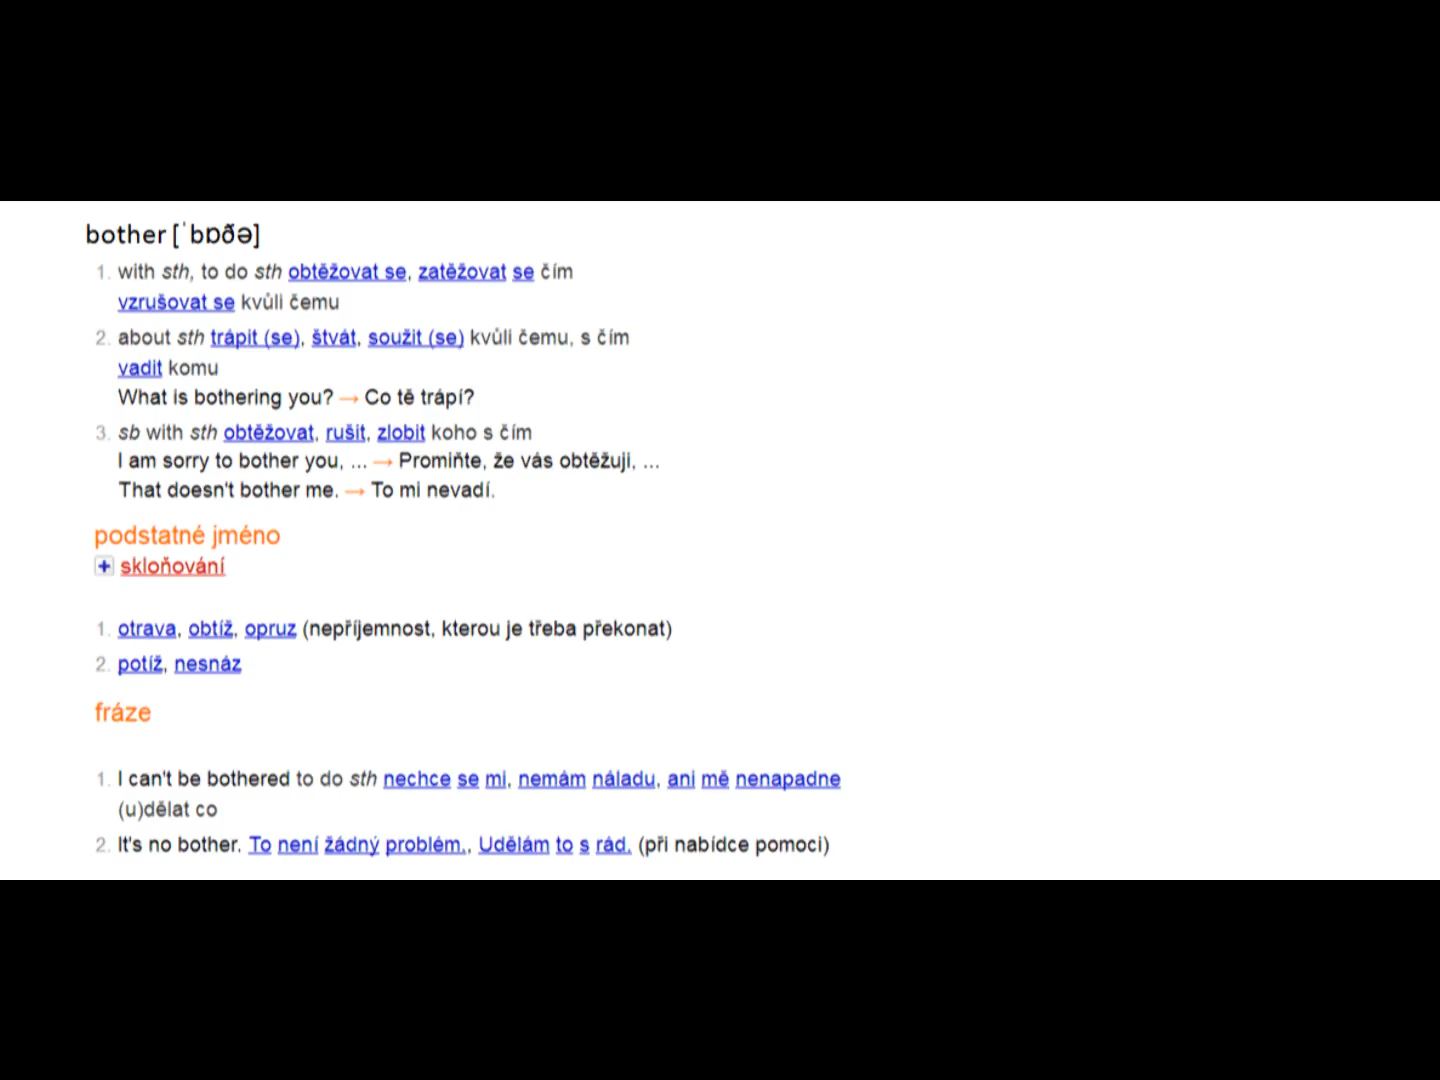 bother [ˈbɒðə]
1. with sth, to do sth obtěžovat se, zatěžovat se čím
vzrušovat se kvůli čemu
2. about sth trápit (se), štvát, soužit (se) kvůli čemu, s čím
vadit komu
What is bothering you? → Co tě trápí?
3. sb with sth obtěžovat, rušit, zlobit koho s čím
I am sorry to bother you, ... → Promiňte, že vás obtěžuji, ...
That doesn't bother me. → To mi nevadí.
podstatné jméno
+ skloňování
1. otrava, obtíž, opruz (nepříjemnost, kterou je třeba překonat)
2. potíž, nesnáz
fráze
1. I can't be bothered to do sth nechce se mi, nemám náladu, ani mě nenapadne
(u)dělat co
2. It's no bother. To není žádný problém., Udělám to s rád. (při nabídce pomoci)